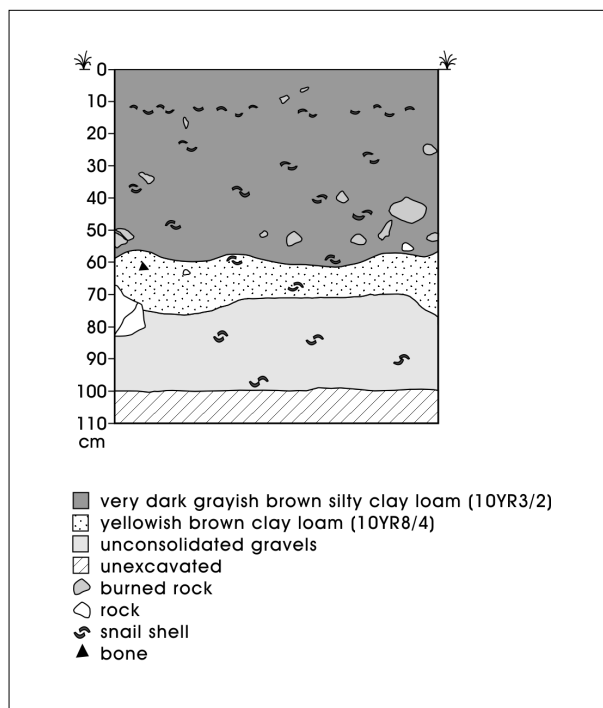 0
10
20
30
40
50
60
70
80
90
100
110
cm
very dark grayish brown silty clay loam (10YR3/2)
yellowish brown clay loam (10YR8/4)
unconsolidated gravels
unexcavated
burned rock
rock
snail shell
bone